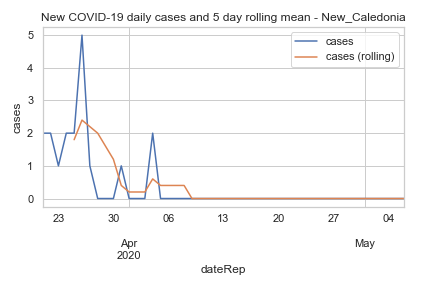 New COVID-19 daily cases and 5 day rolling mean - New_Caledonia
cases
cases (rolling)
5
4
3
2
1
0
cases
23 30 06 13 20 27 04
Apr May
2020
dateRep